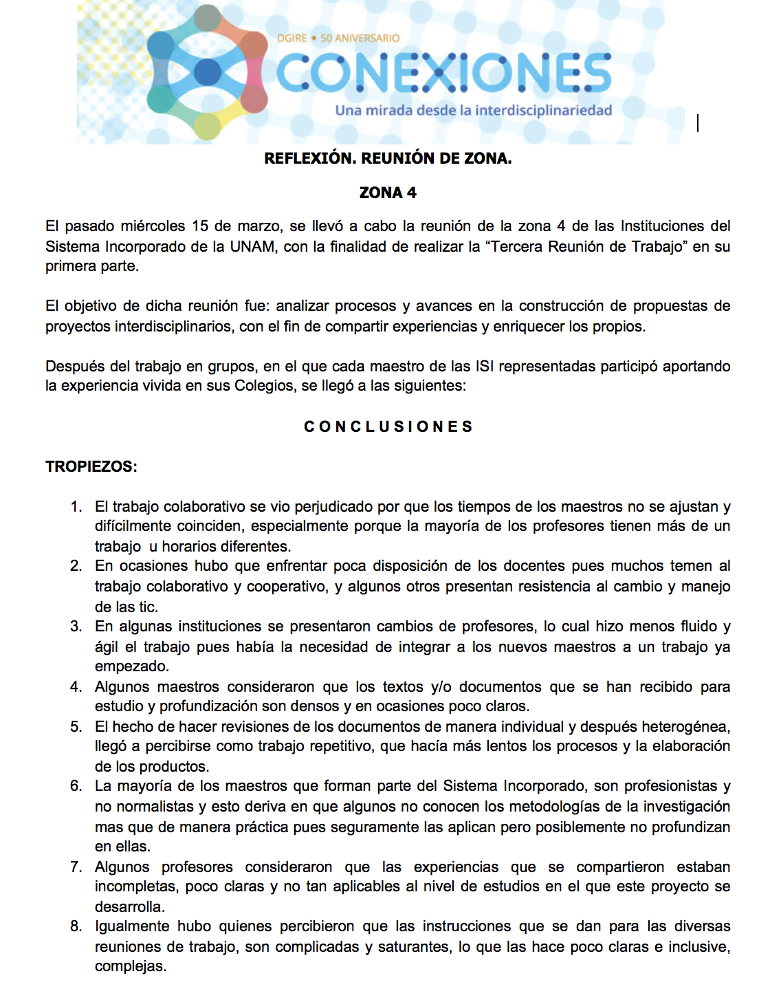 DGIRE • 50 ANIVERSARIO
CONEXIONES
Una mirada desde la interdisciplinariedad
REFLEXIÓN. REUNIÓN DE ZONA.
ZONA 4
El pasado miércoles 15 de marzo, se llevó a cabo la reunión de la zona 4 de las Instituciones del
Sistema Incorporado de la UNAM, con la finalidad de realizar la “Tercera Reunión de Trabajo” en su
primera parte.
El objetivo de dicha reunión fue: analizar procesos y avances en la construcción de propuestas de
proyectos interdisciplinarios, con el fin de compartir experiencias y enriquecer los propios.
Después del trabajo en grupos, en el que cada maestro de las ISI representadas participó aportando
la experiencia vivida en sus Colegios, se llegó a las siguientes:
C O N C L U S I O N E S
TROPIEZOS:
1. El trabajo colaborativo se vio perjudicado por que los tiempos de los maestros no se ajustan y
difícilmente coinciden, especialmente porque la mayoría de los profesores tienen más de un
trabajo  u horarios diferentes.
2. En ocasiones hubo que enfrentar poca disposición de los docentes pues muchos temen al
trabajo colaborativo y cooperativo, y algunos otros presentan resistencia al cambio y manejo
de las tic.
3. En algunas instituciones se presentaron cambios de profesores, lo cual hizo menos fluido y
ágil el trabajo pues había la necesidad de integrar a los nuevos maestros a un trabajo ya
empezado.
4. Algunos maestros consideraron que los textos y/o documentos que se han recibido para
estudio y profundización son densos y en ocasiones poco claros.
5. El hecho de hacer revisiones de los documentos de manera individual y después heterogénea,
llegó a percibirse como trabajo repetitivo, que hacía más lentos los procesos y la elaboración
de los productos.
6. La mayoría de los maestros que forman parte del Sistema Incorporado, son profesionistas y
no normalistas y esto deriva en que algunos no conocen los metodologías de la investigación
mas que de manera práctica pues seguramente las aplican pero posiblemente no profundizan
en ellas.
7. Algunos profesores consideraron que las experiencias que se compartieron estaban
incompletas, poco claras y no tan aplicables al nivel de estudios en el que este proyecto se
desarrolla.
8. Igualmente hubo quienes percibieron que las instrucciones que se dan para las diversas
reuniones de trabajo, son complicadas y saturantes, lo que las hace poco claras e inclusive,
complejas.